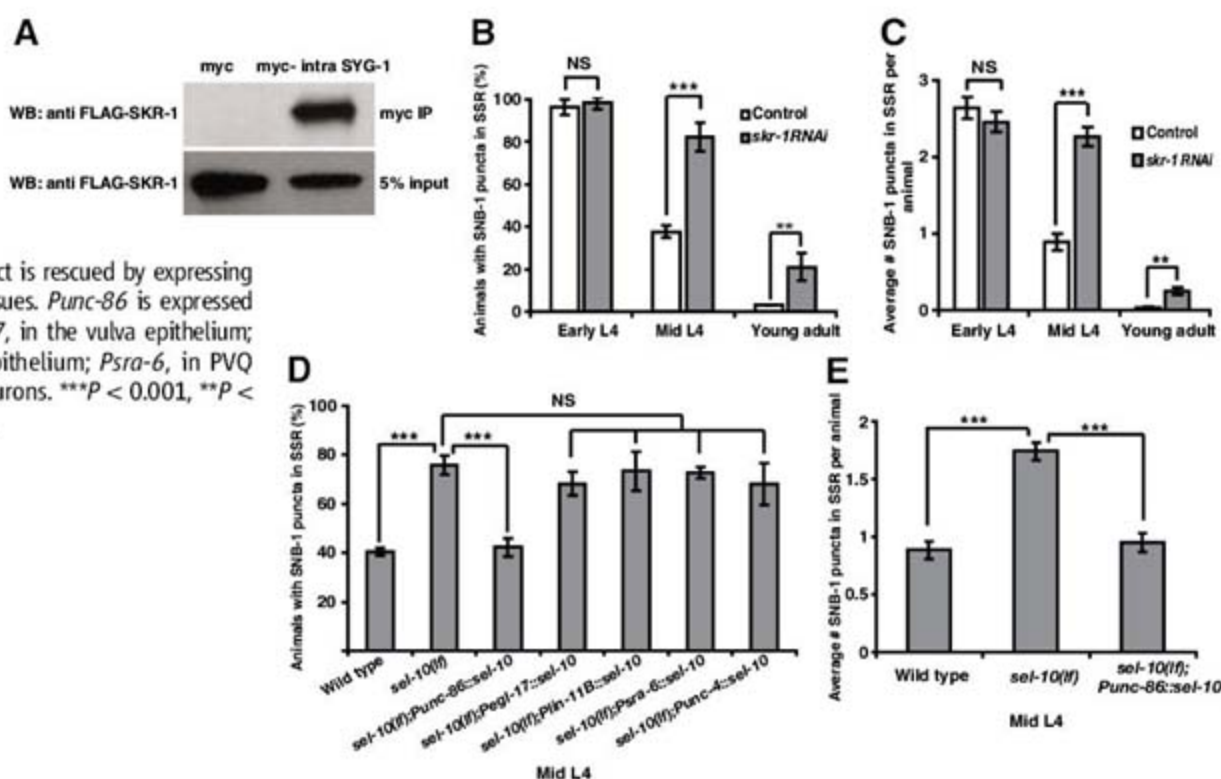 A
myc myc- intra SYG-1
WB: anti FLAG-SKR-1 myc IP
WB: anti FLAG-SKR-1 5% input
ct is rescued by expressing
sues. Punc-86 is expressed
7, in the vulva epithelium;
pithelium; Psra-6, in PVQ
urons. ***P < 0.001, **P <
B
Animals with SNB-1 puncta in SSR (%)
100
80
60
40
20
0
NS
***
**
Control
skr-1RNAi
Early L4 Mid L4 Young adult
C
Average # SNB-1 puncta in SSR per
animal
3
2
1
0
NS
***
**
Control
skr-1 RNAi
Early L4 Mid L4 Young adult
D
Animals with SNB-1 puncta in SSR (%)
100
80
60
40
20
NS
*** ***
Wild type
sel-10(lf)
sel-10(lf);Punc-86::sel-10
sel-10(lf);Pegl-17::sel-10
sel-10(lf);Plin-11B::sel-10
sel-10(lf);Psra-6::sel-10
sel-10(lf);Punc-4::sel-10
Mid L4
E
Average # SNB-1 puncta in SSR per animal
2
1.5
1
0.5
0
*** ***
Wild type sel-10(lf) sel-10(lf);
Punc-86::sel-10
Mid L4